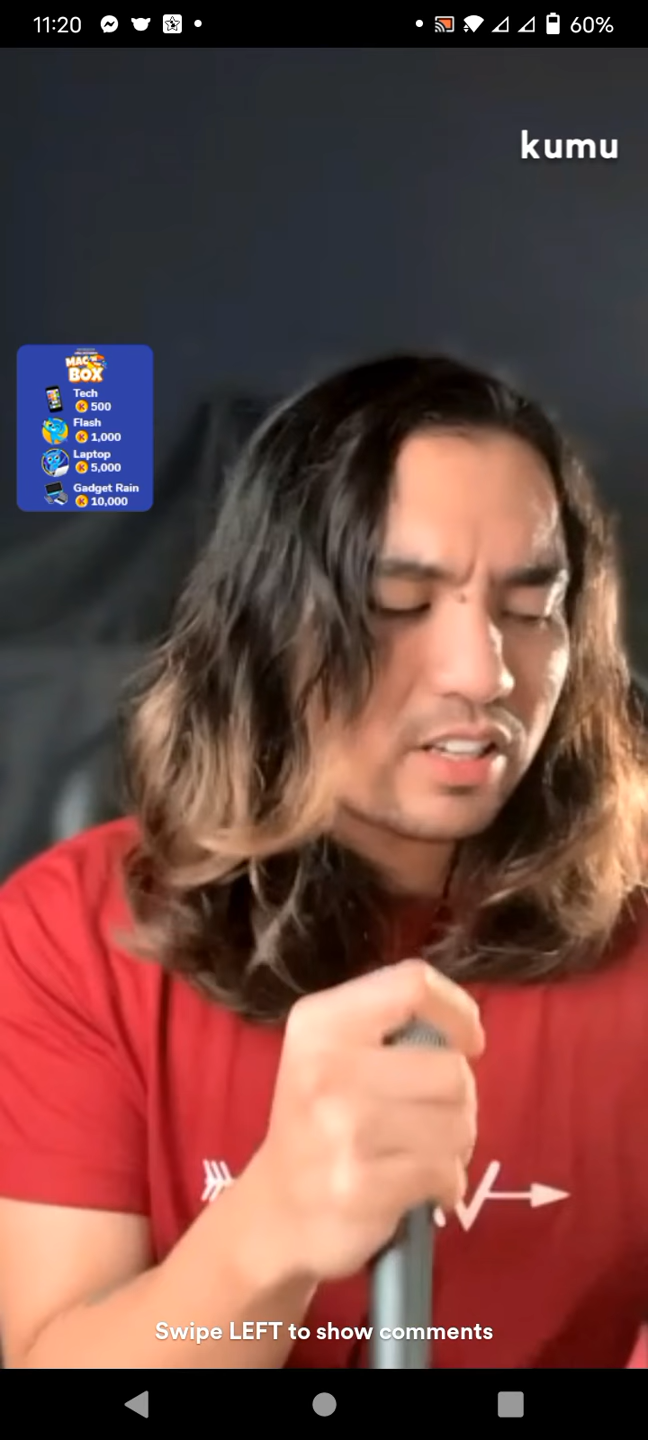 11:20
60%
kumu
MAGIC
BOX
Tech
K 500
Flash
K 1,000
Laptop
K 5,000
Gadget Rain
K 10,000
Swipe LEFT to show comments